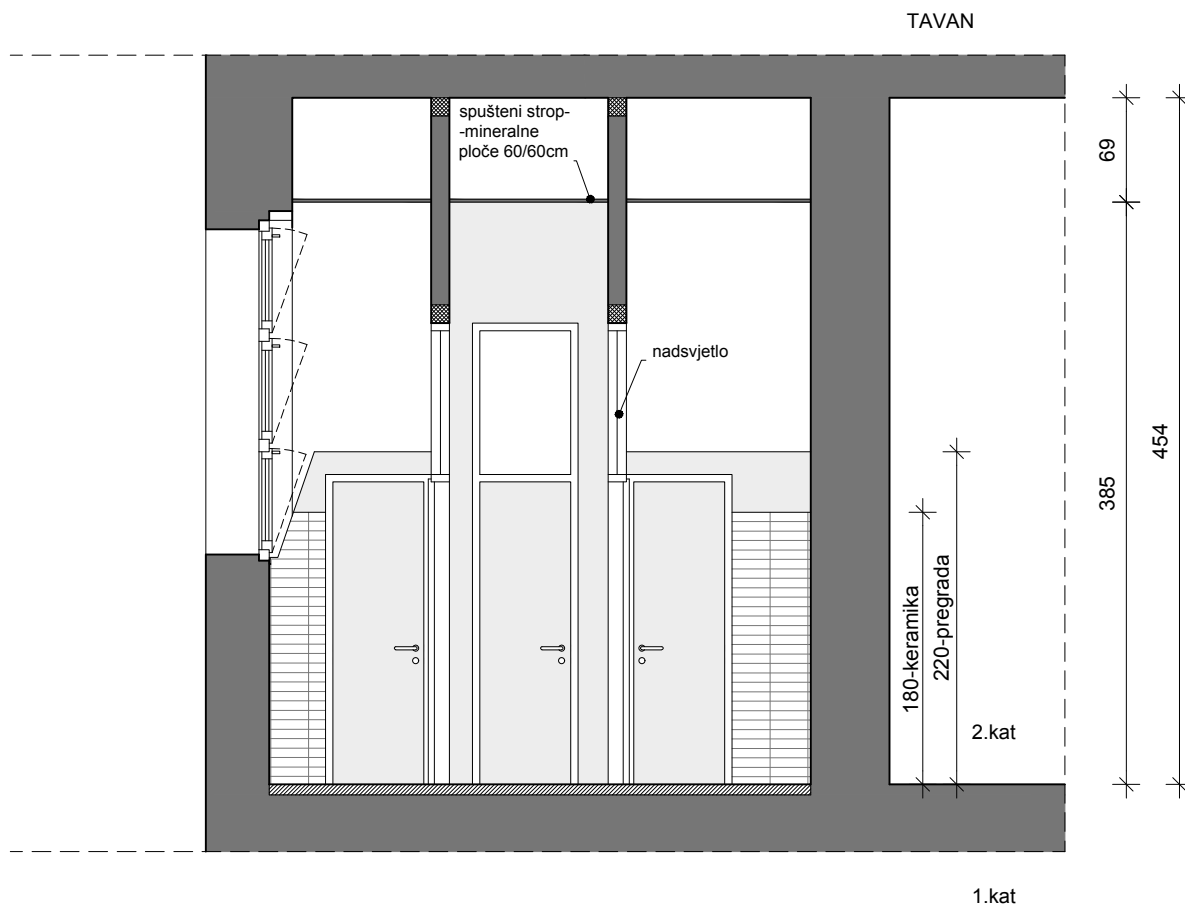 TAVAN
spušteni strop-
-mineralne
ploče 60/60cm
69
nadsvjetlo
454
385
180-keramika
220-pregrada
2.kat
1.kat